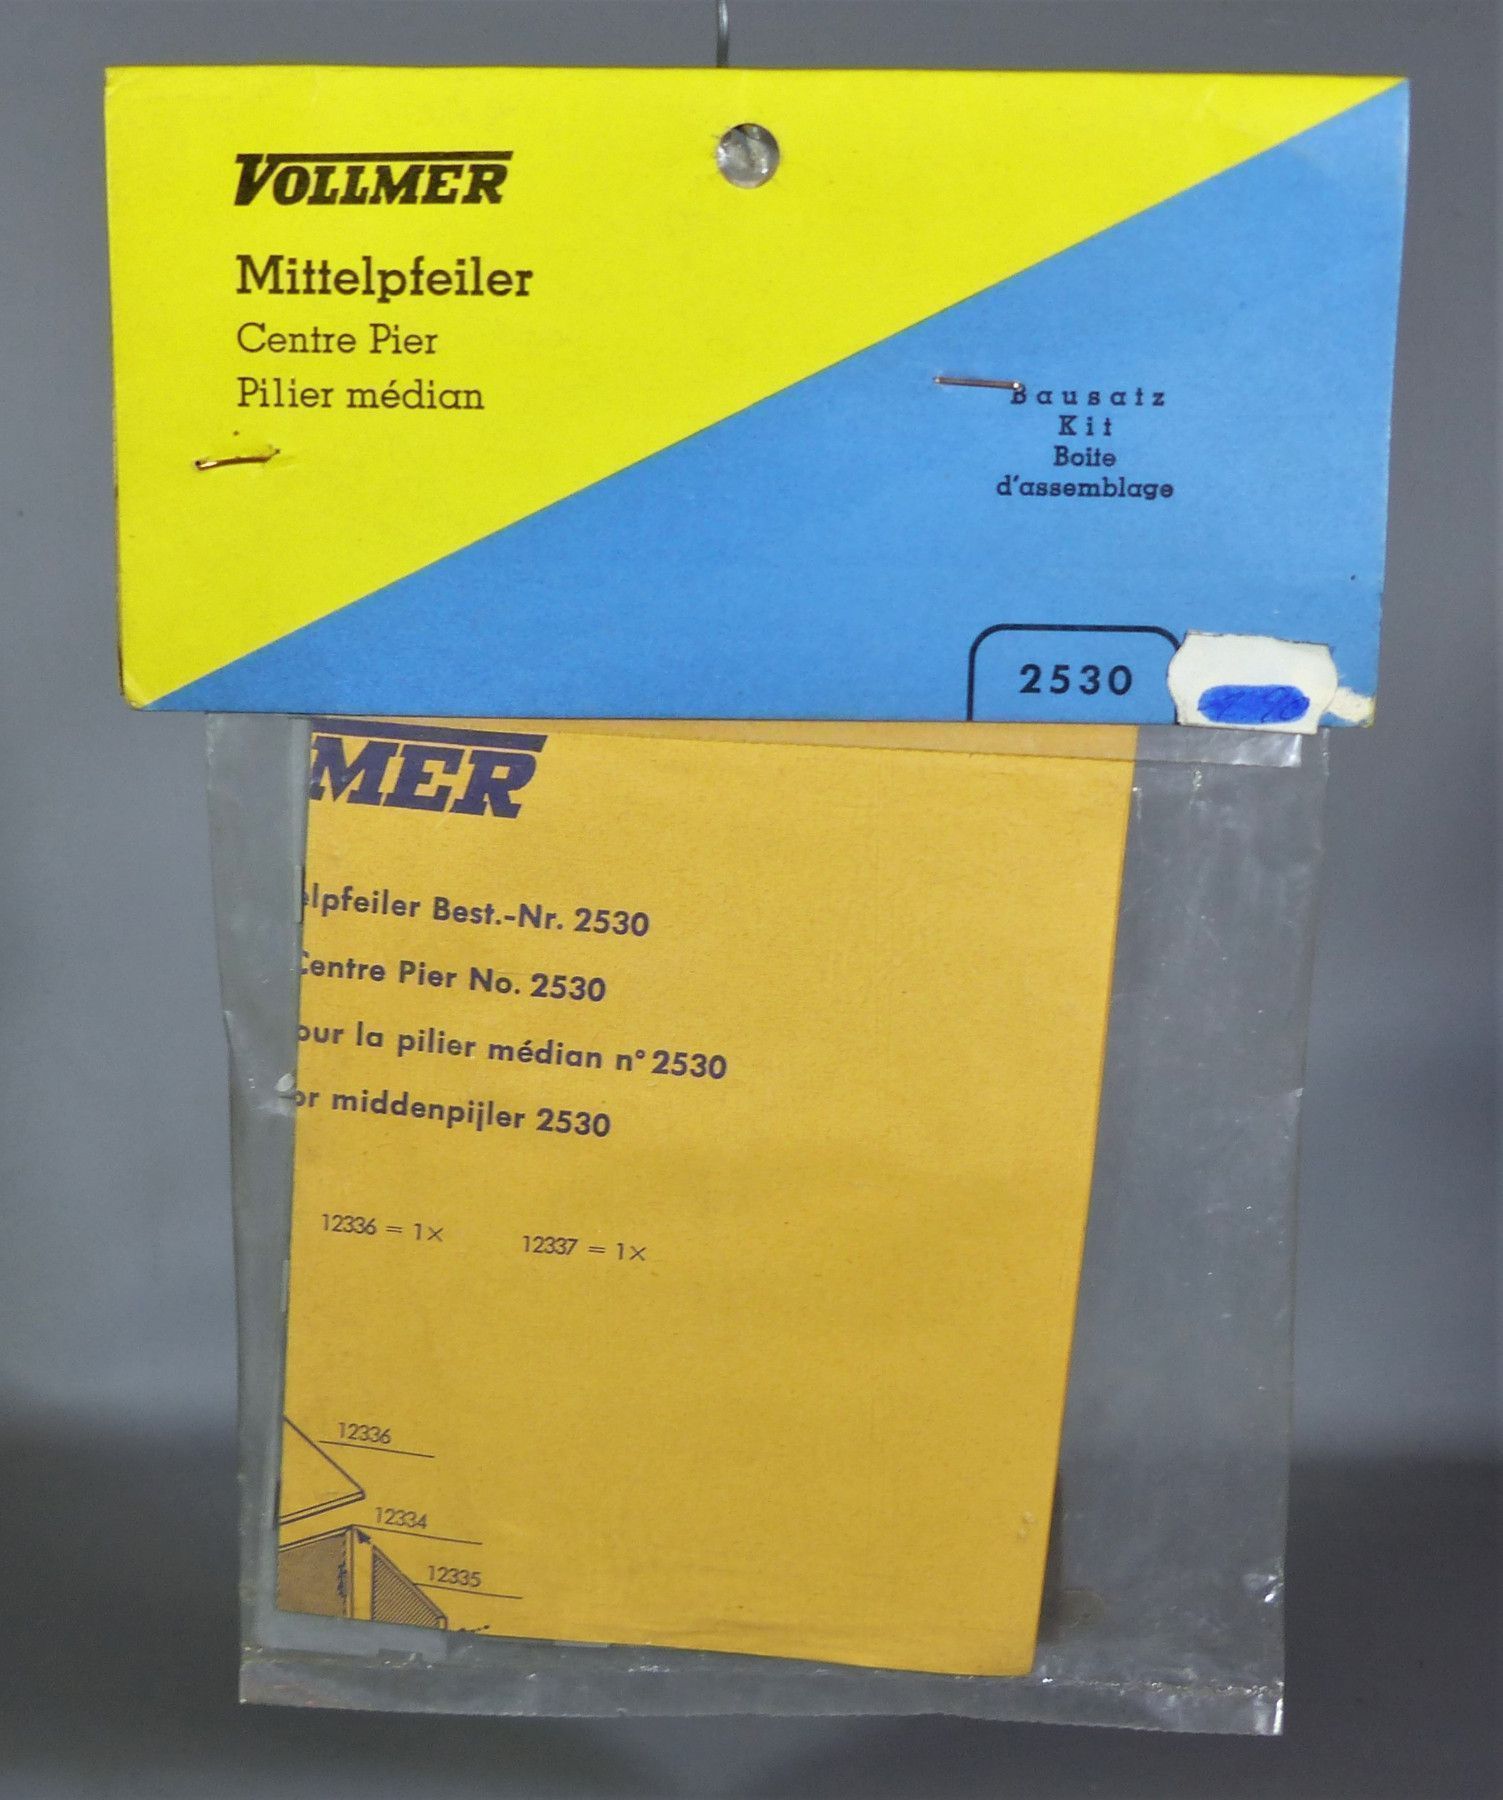 VOLLMER
Mittelpfeiler
Centre Pier
Pilier médian
Bausatz
Kit
Boite
d'assemblage
2530
MER
elpfeiler Best.-Nr. 2530
Centre Pier No. 2530
our la pilier médian n° 2530
or middenpijler 2530
12336 = 1× 12337 = 1×
12336
12334
12335